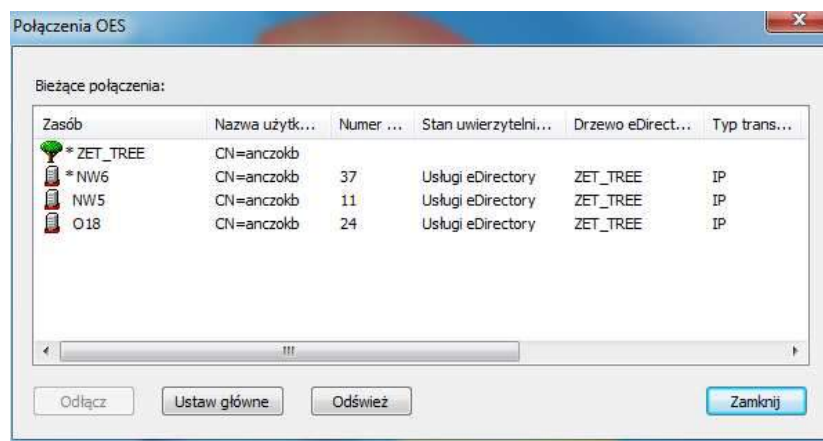 Połączenia OES
Bieżące połączenia:
Zasób Nazwa użytk... Numer ... Stan uwierzytelni... Drzewo eDirect... Typ trans...
* ZET_TREE CN=anczokb
* NW6 CN=anczokb 37 Usługi eDirectory ZET_TREE IP
NW5 CN=anczokb 11 Usługi eDirectory ZET_TREE IP
O18 CN=anczokb 24 Usługi eDirectory ZET_TREE IP
Odłącz Ustaw główne Odśwież Zamknij